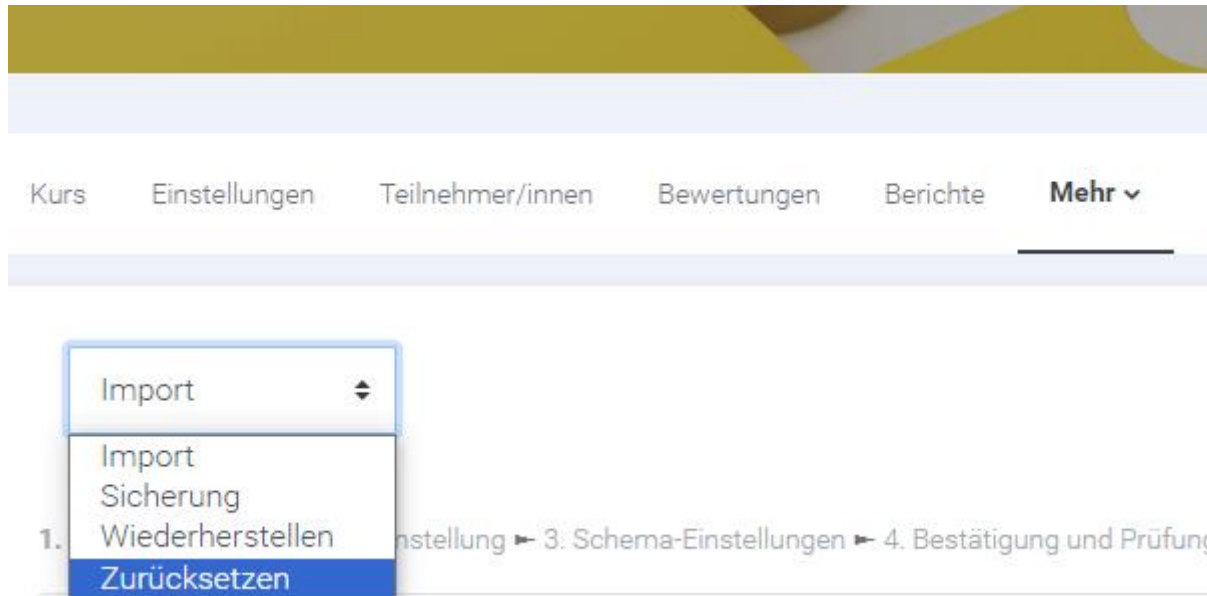 Kurs Einstellungen Teilnehmer/innen Bewertungen Berichte Mehr
Import
Import
Sicherung
1. Wiederherstellen nstellung ► 3. Schema-Einstellungen ► 4. Bestätigung und Prüfung
Zurücksetzen